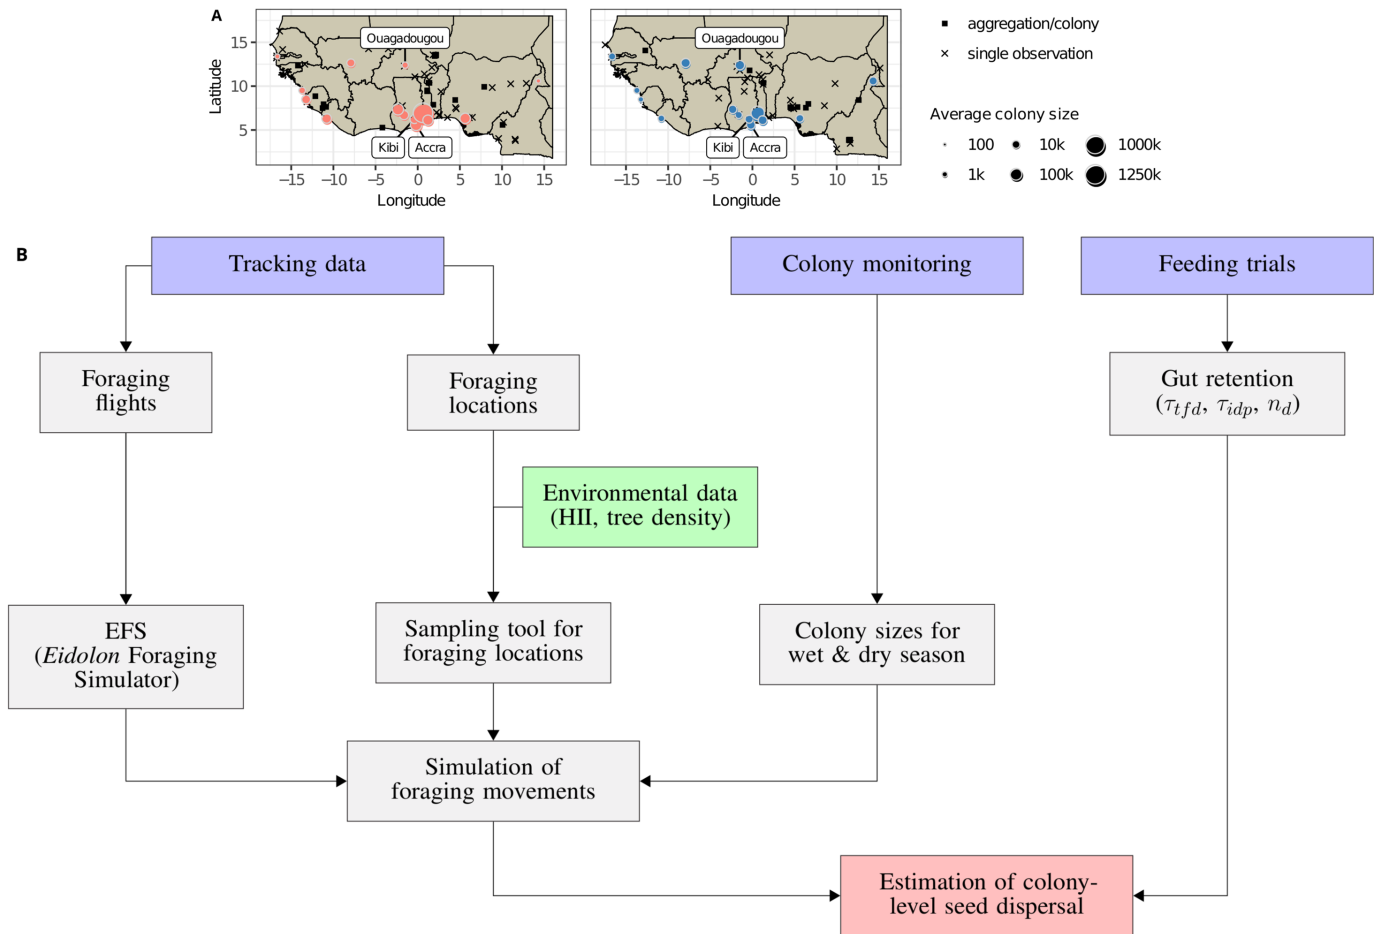 A
Latitude
15
10
5
Ouagadougou
Kibi
Accra
−15
−10
−5
0
5
10
15
Longitude
Ouagadougou
Kibi
Accra
−15
−10
−5
0
5
10
15
Longitude
aggregation/colony
single observation
Average colony size
100
10k
1000k
1k
100k
1250k
B
Tracking data
Colony monitoring
Feeding trials
Foraging
flights
Foraging
locations
Gut retention
(τ_tfd, τ_idp, n_d)
Environmental data
(HII, tree density)
EFS
(Eidolon Foraging
Simulator)
Sampling tool for
foraging locations
Colony sizes for
wet & dry season
Simulation of
foraging movements
Estimation of colony-
level seed dispersal